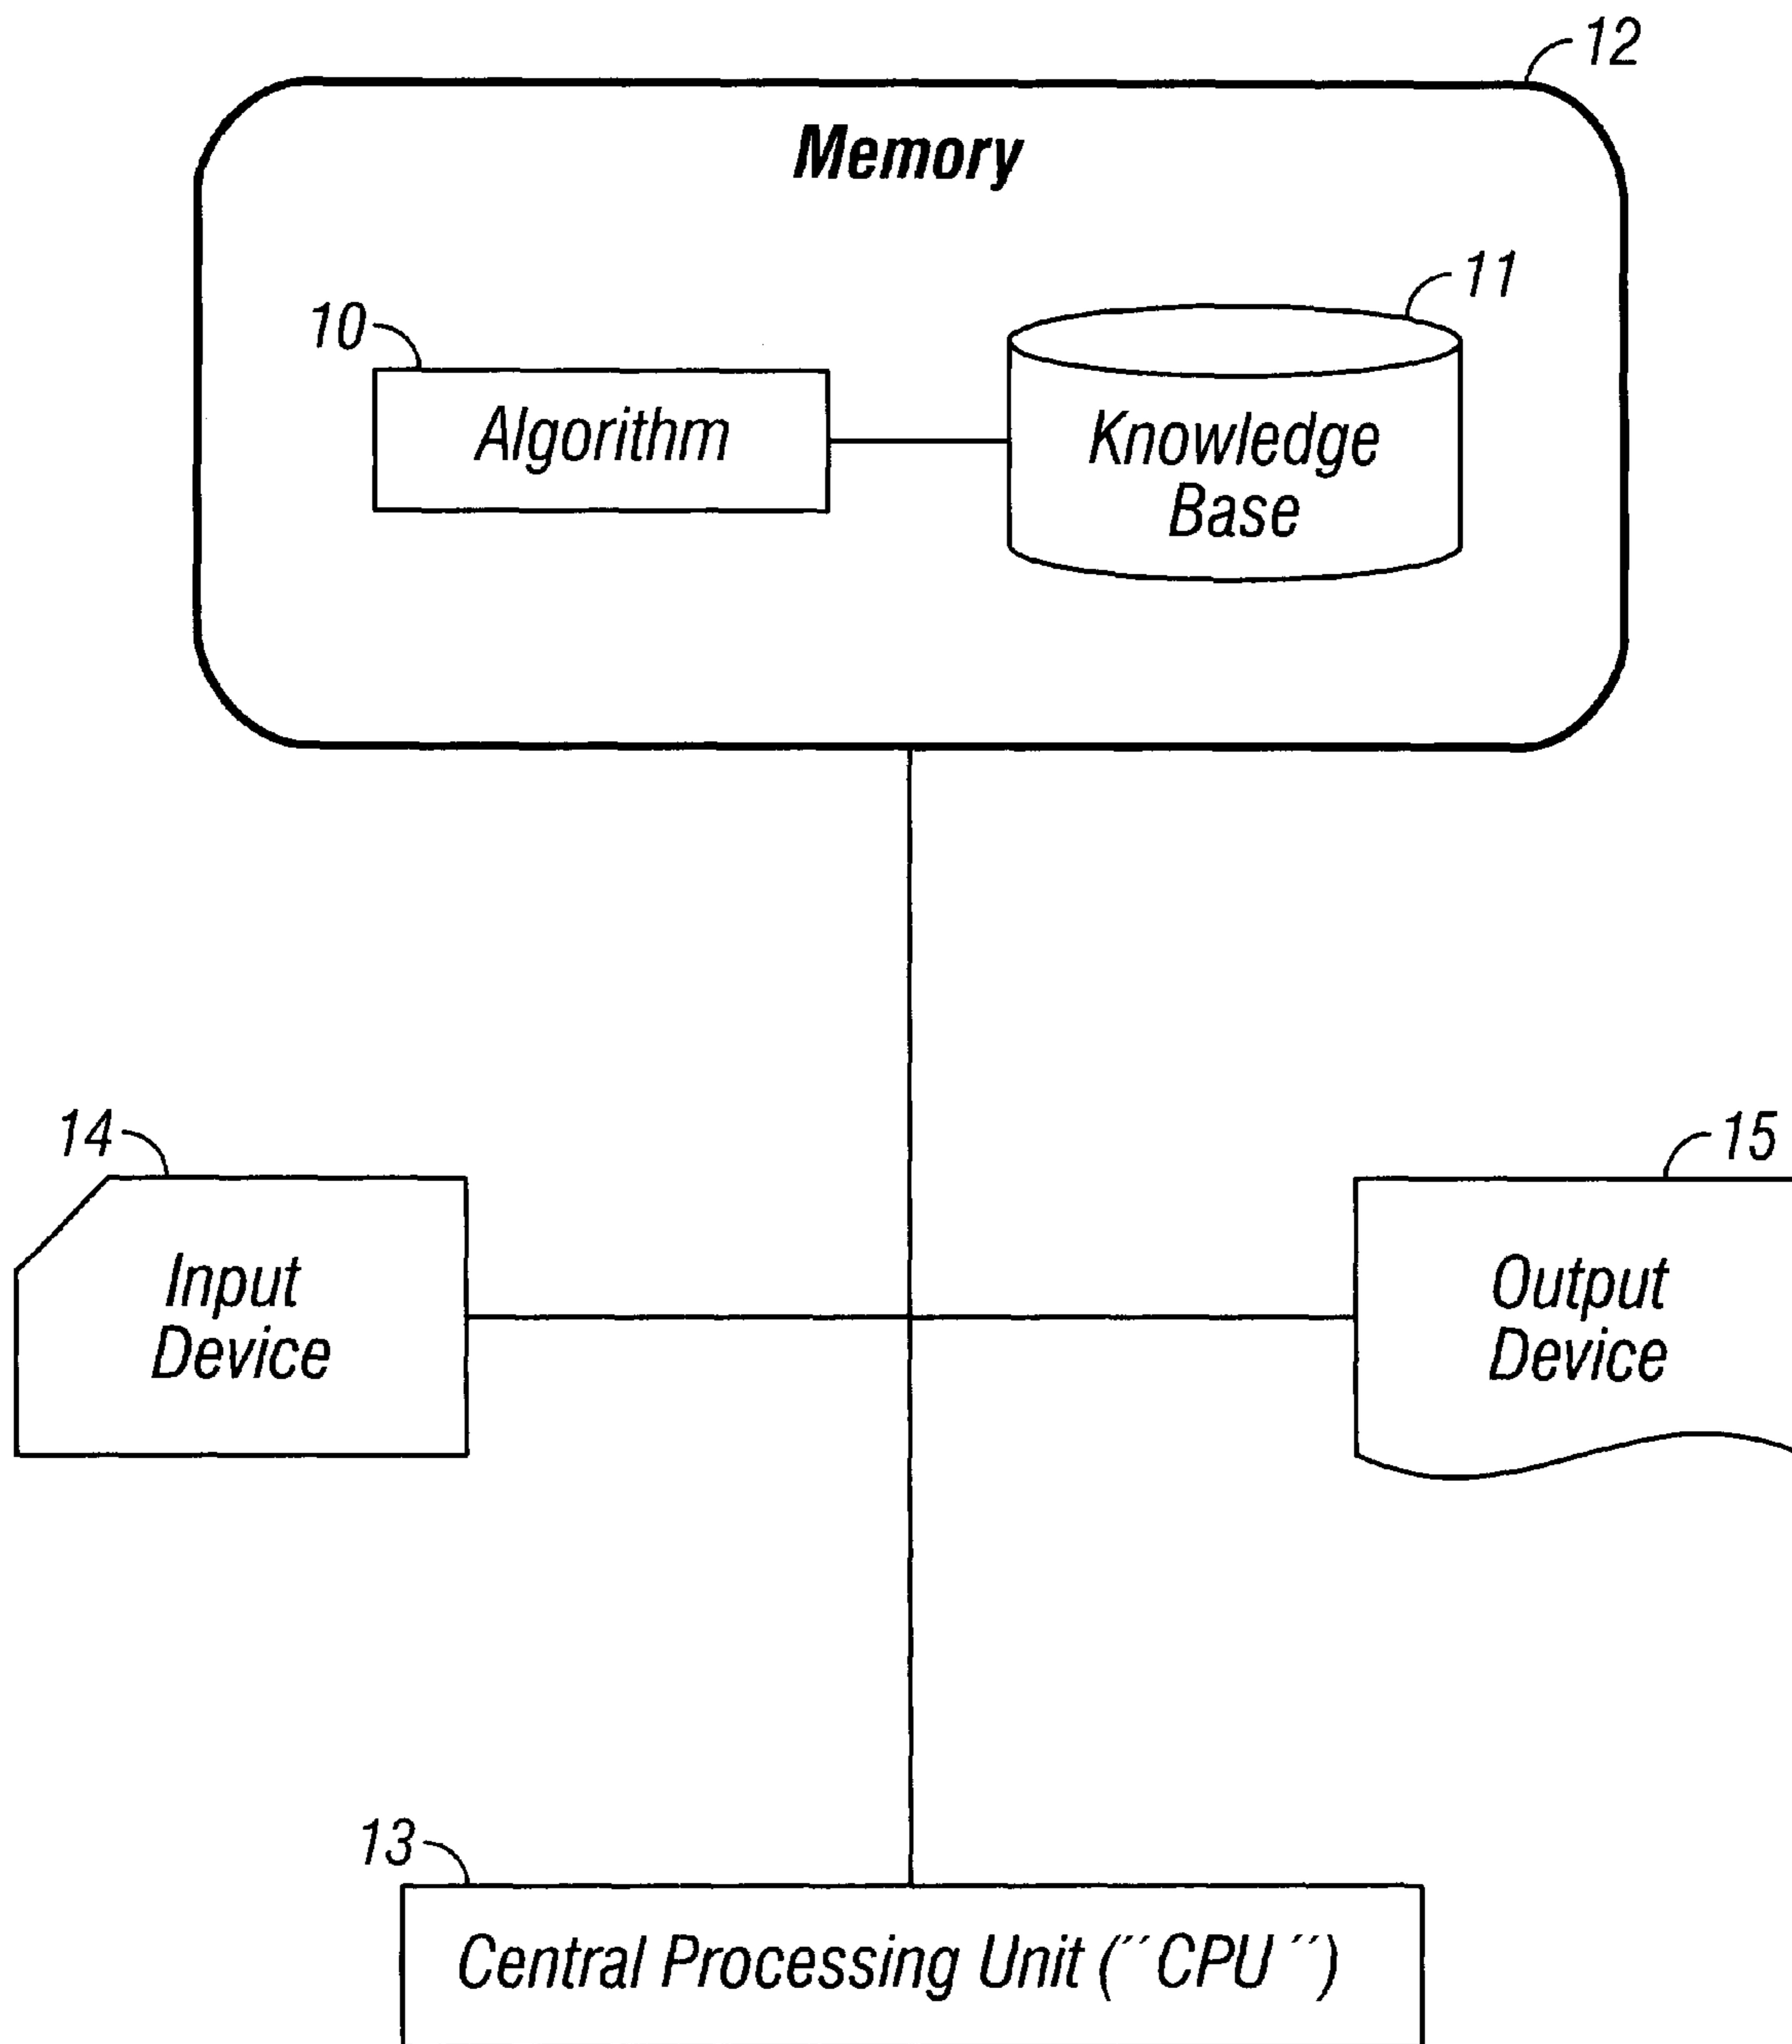 12
Memory
11
10
Algorithm
Knowledge
Base
14
15
Input
Device
Output
Device
13
Central Processing Unit (˝CPU˝)